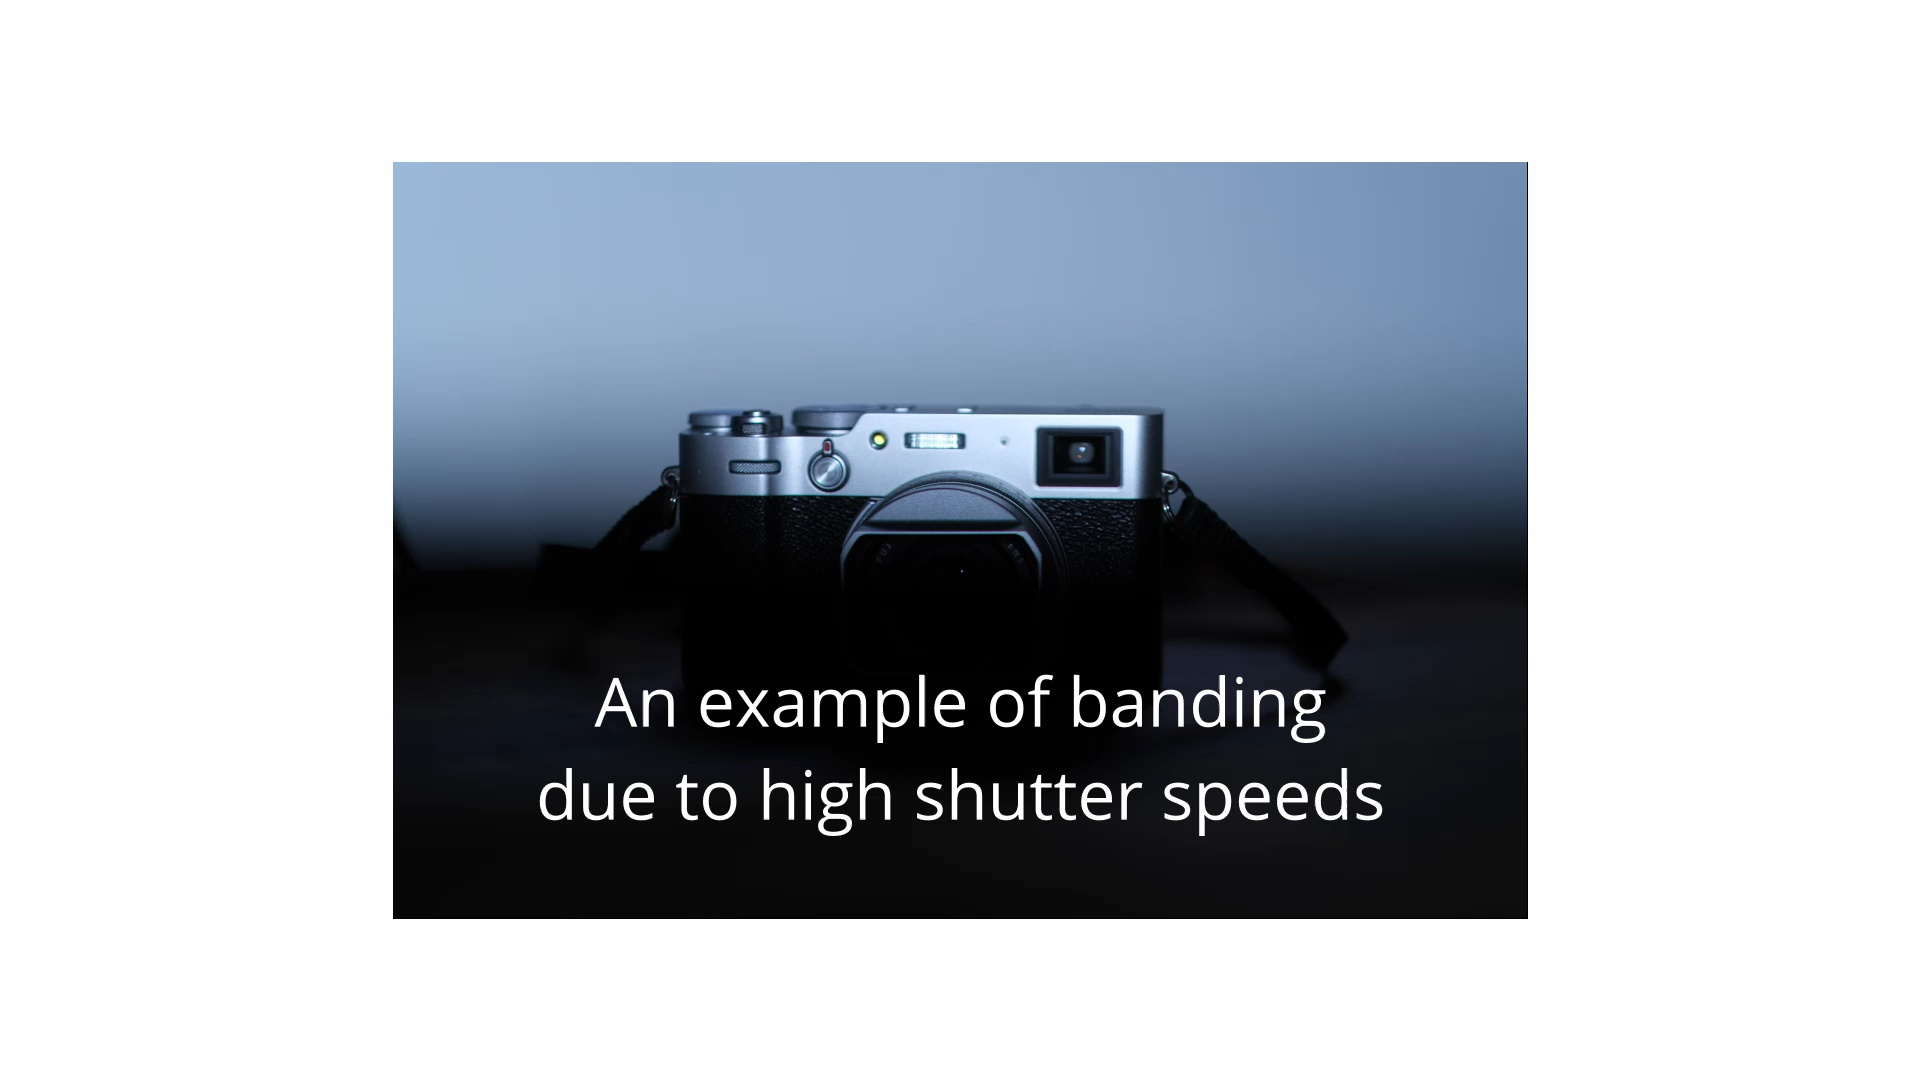 An example of banding
due to high shutter speeds